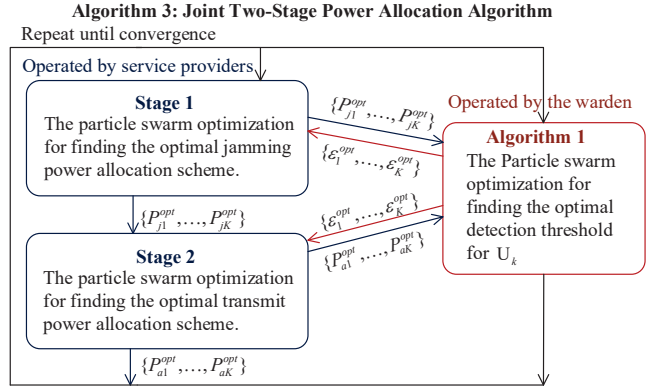 Algorithm 3: Joint Two-Stage Power Allocation Algorithm
Repeat until convergence
Operated by service providers
Stage 1
The particle swarm optimization
for finding the optimal jamming
power allocation scheme.
{P_{j1}^{opt},…,P_{jK}^{opt}}
{ε_1^{opt},…,ε_K^{opt}}
Operated by the warden
Algorithm 1
The Particle swarm
optimization for
finding the optimal
detection threshold
for U_k
{P_{j1}^{opt},…,P_{jK}^{opt}}
{ε_1^{opt},…,ε_K^{opt}}
{P_{a1}^{opt},…,P_{aK}^{opt}}
Stage 2
The particle swarm optimization
for finding the optimal transmit
power allocation scheme.
{P_{a1}^{opt},…,P_{aK}^{opt}}